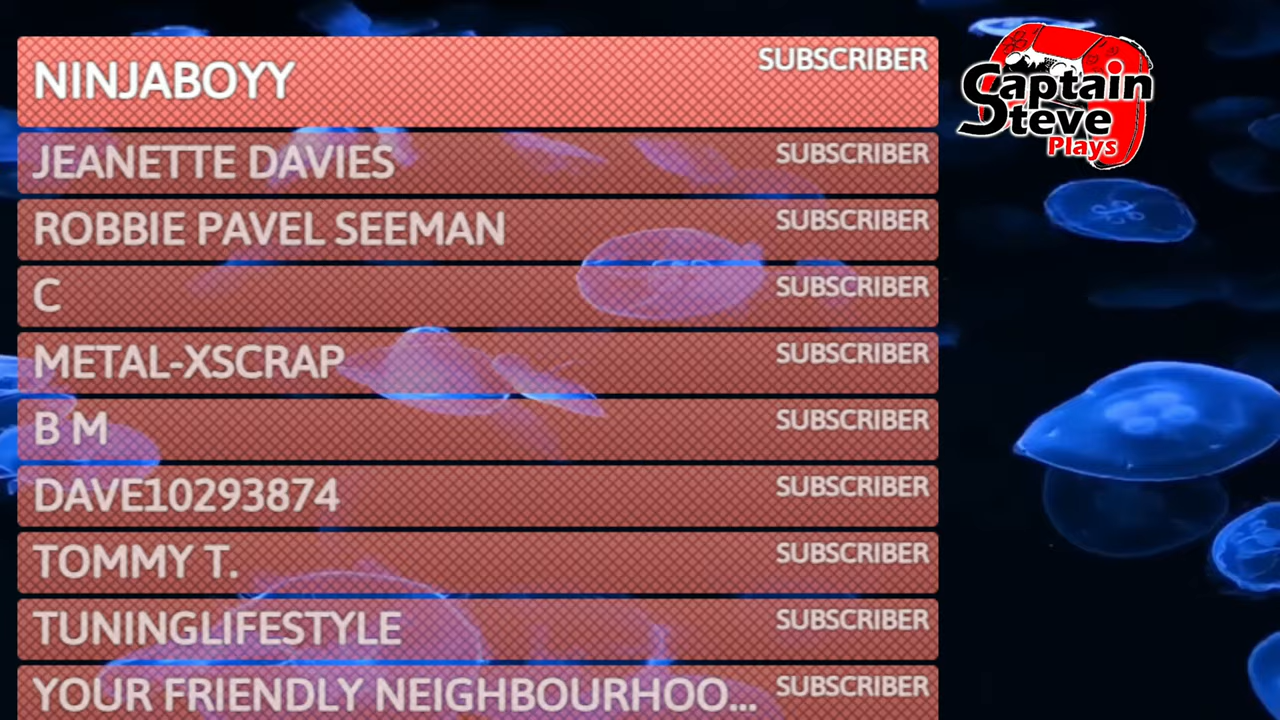 NINJABOYY SUBSCRIBER
JEANETTE DAVIES SUBSCRIBER
ROBBIE PAVEL SEEMAN SUBSCRIBER
C SUBSCRIBER
METAL-XSCRAP SUBSCRIBER
B M SUBSCRIBER
DAVE10293874 SUBSCRIBER
TOMMY T. SUBSCRIBER
TUNINGLIFESTYLE SUBSCRIBER
YOUR FRIENDLY NEIGHBOURHOO... SUBSCRIBER
Captain
Steve
Plays